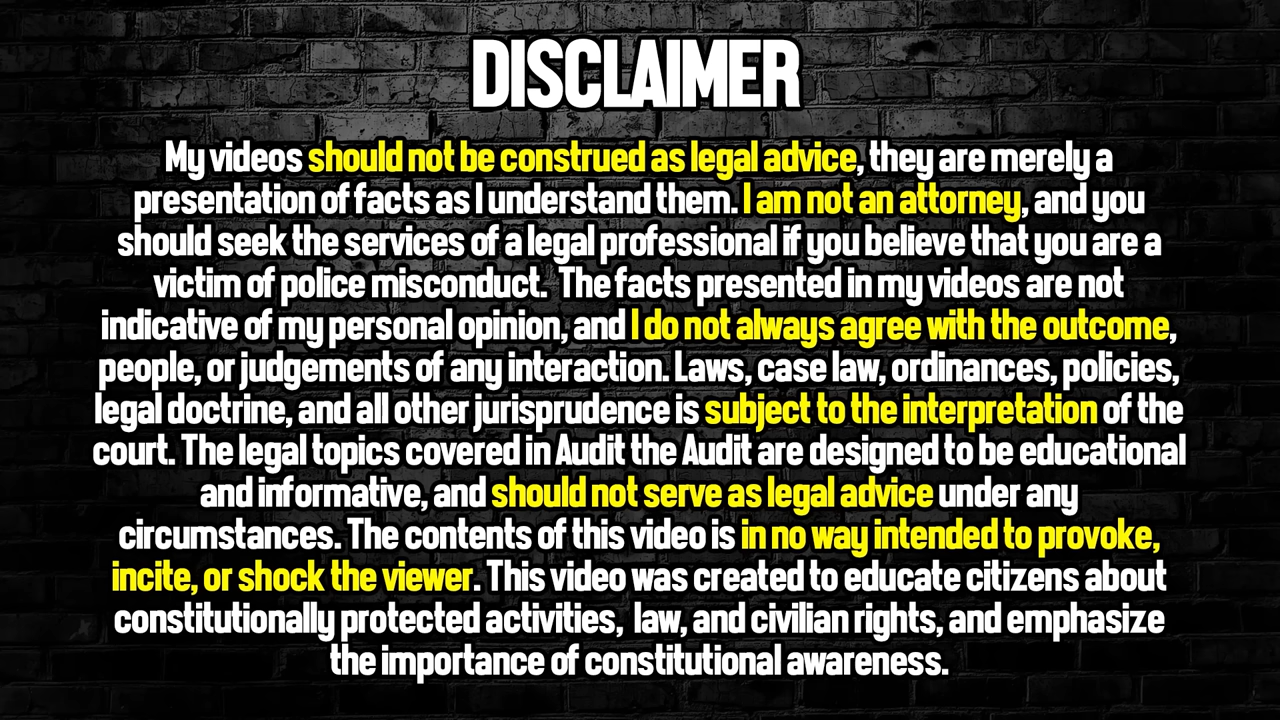 DISCLAIMER
My videos should not be construed as legal advice, they are merely a
presentation of facts as I understand them. I am not an attorney, and you
should seek the services of a legal professional if you believe that you are a
victim of police misconduct. The facts presented in my videos are not
indicative of my personal opinion, and I do not always agree with the outcome,
people, or judgements of any interaction. Laws, case law, ordinances, policies,
legal doctrine, and all other jurisprudence is subject to the interpretation of the
court. The legal topics covered in Audit the Audit are designed to be educational
and informative, and should not serve as legal advice under any
circumstances. The contents of this video is in no way intended to provoke,
incite, or shock the viewer. This video was created to educate citizens about
constitutionally protected activities, law, and civilian rights, and emphasize
the importance of constitutional awareness.